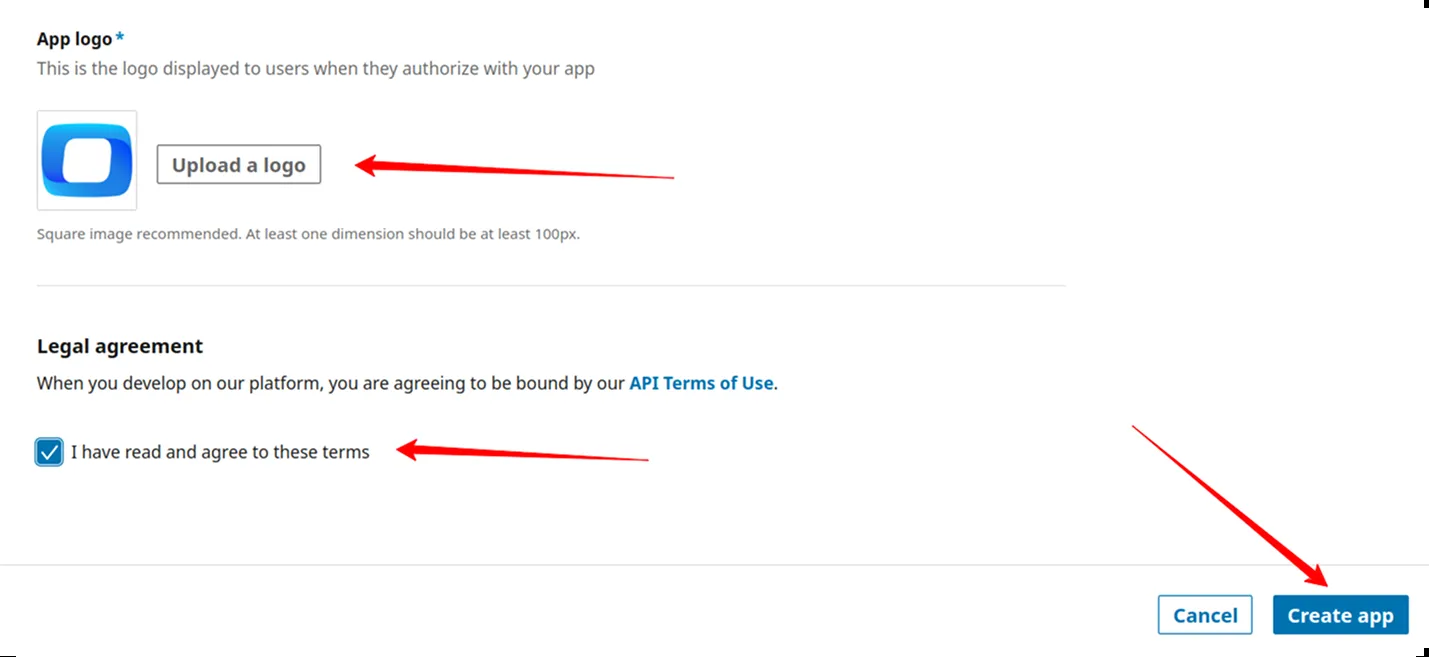 App logo *
This is the logo displayed to users when they authorize with your app
Upload a logo
Square image recommended. At least one dimension should be at least 100px.
Legal agreement
When you develop on our platform, you are agreeing to be bound by our API Terms of Use.
I have read and agree to these terms
Cancel
Create app